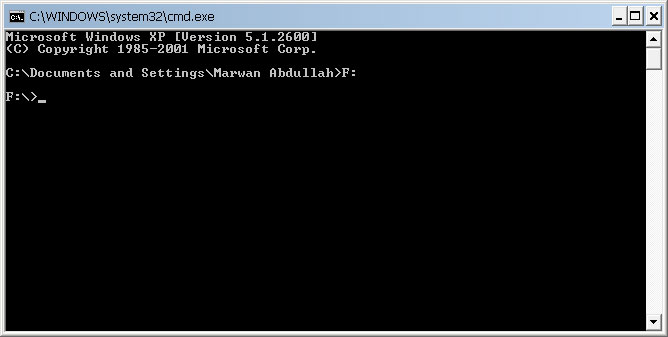 C:\WINDOWS\system32\cmd.exe
Microsoft Windows XP [Version 5.1.2600]
(C) Copyright 1985-2001 Microsoft Corp.
C:\Documents and Settings\Marwan Abdullah>F:
F:\>_